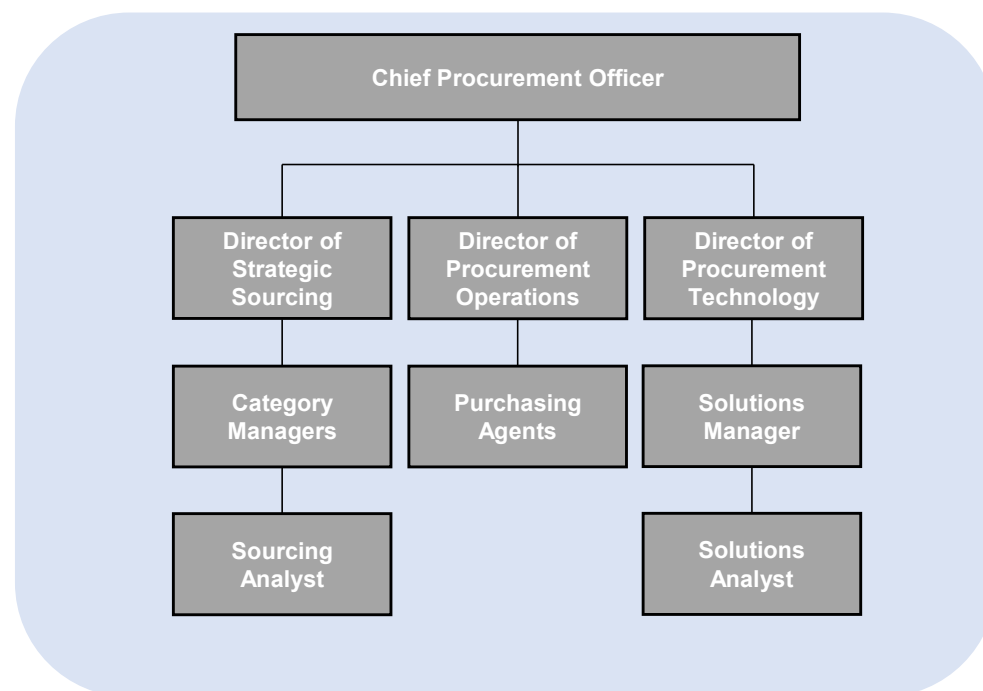 Chief Procurement Officer
Director of
Strategic
Sourcing
Director of
Procurement
Operations
Director of
Procurement
Technology
Category
Managers
Purchasing
Agents
Solutions
Manager
Sourcing
Analyst
Solutions
Analyst